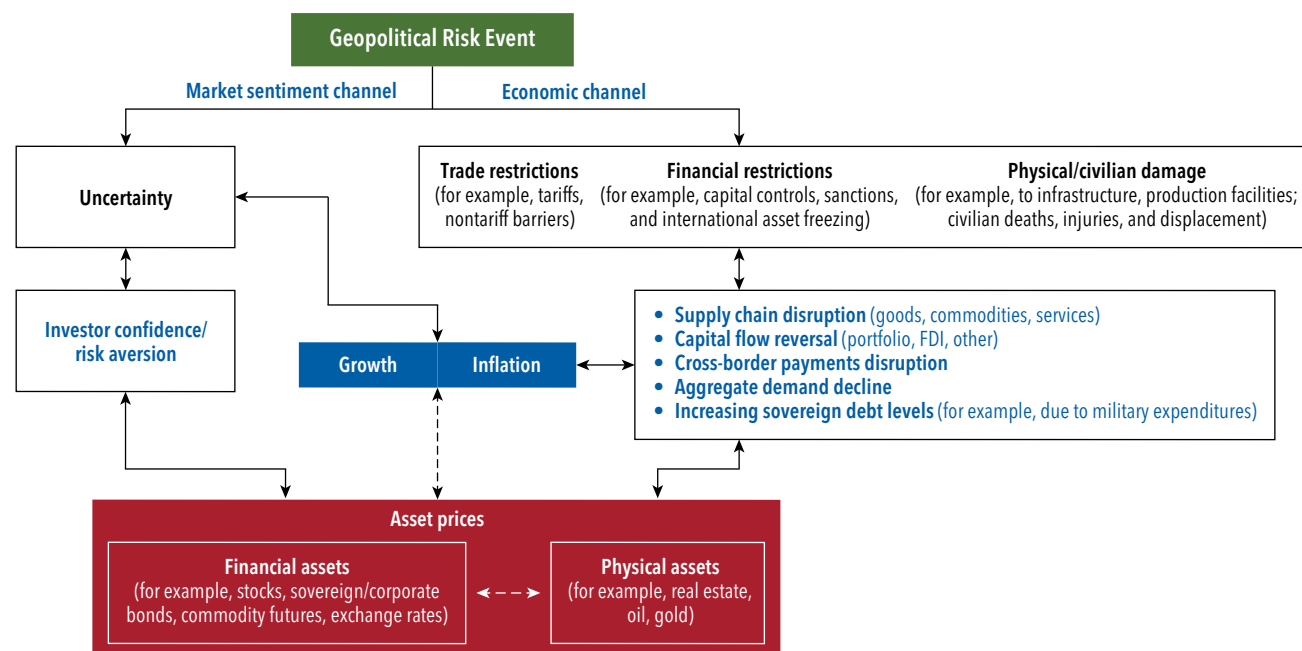 Geopolitical Risk Event
Market sentiment channel
Economic channel
Uncertainty
Trade restrictions
(for example, tariffs,
nontariff barriers)
Financial restrictions
(for example, capital controls, sanctions,
and international asset freezing)
Physical/civilian damage
(for example, to infrastructure, production facilities;
civilian deaths, injuries, and displacement)
Investor confidence/
risk aversion
Growth
Inflation
• Supply chain disruption (goods, commodities, services)
• Capital flow reversal (portfolio, FDI, other)
• Cross-border payments disruption
• Aggregate demand decline
• Increasing sovereign debt levels (for example, due to military expenditures)
Asset prices
Financial assets
(for example, stocks, sovereign/corporate
bonds, commodity futures, exchange rates)
Physical assets
(for example, real estate,
oil, gold)